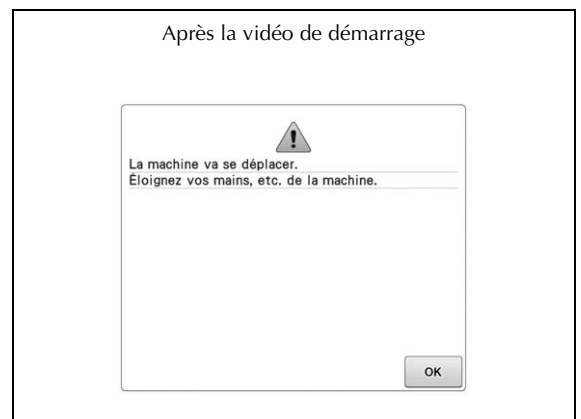 Après la vidéo de démarrage
La machine va se déplacer.
Éloignez vos mains, etc. de la machine.
OK